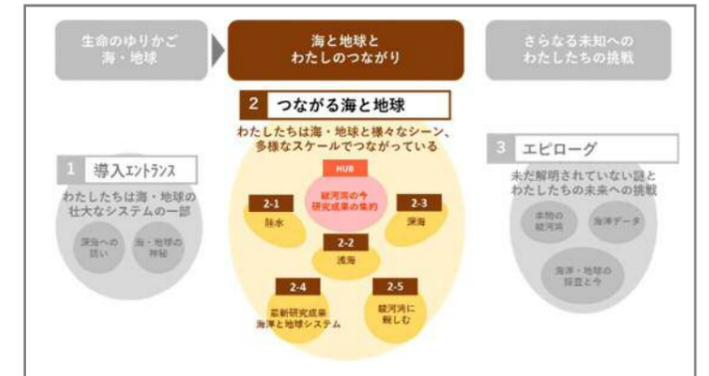 生命のゆりかご
海・地球
海と地球と
わたしのつながり
さらなる未知への
わたしたちの挑戦
1 導入エントランス
わたしたちは海・地球の
壮大なシステムの一部
深海への
誘い
海・地球の
神秘
2 つながる海と地球
わたしたちは海・地球と様々なシーン、
多様なスケールでつながっている
HUB
駿河湾の今
研究成果の集約
2-1
陸水
2-3
深海
2-2
浅海
2-4
最新研究成果
海洋と地球システム
2-5
駿河湾に
親しむ
3 エピローグ
未だ解明されていない謎と
わたしたちの未来への挑戦
本物の
駿河湾
海洋データ
海洋・地球の
探査と今